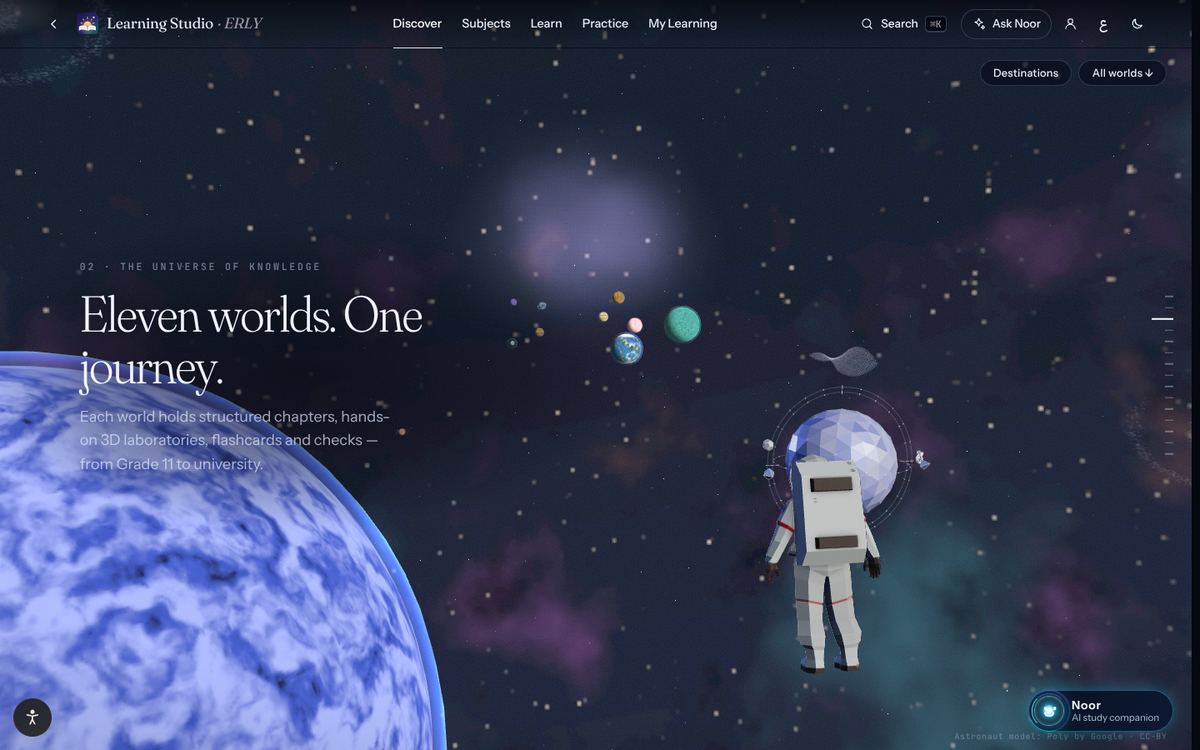 Learning Studio · ERLY
Discover
Subjects
Learn
Practice
My Learning
Search ⌘K
Ask Noor
ع
Destinations
All worlds ↓
02 · THE UNIVERSE OF KNOWLEDGE
Eleven worlds. One
journey.
Each world holds structured chapters, hands-
on 3D laboratories, flashcards and checks —
from Grade 11 to university.
Noor
AI study companion
Astronaut model: Poly by Google · CC-BY